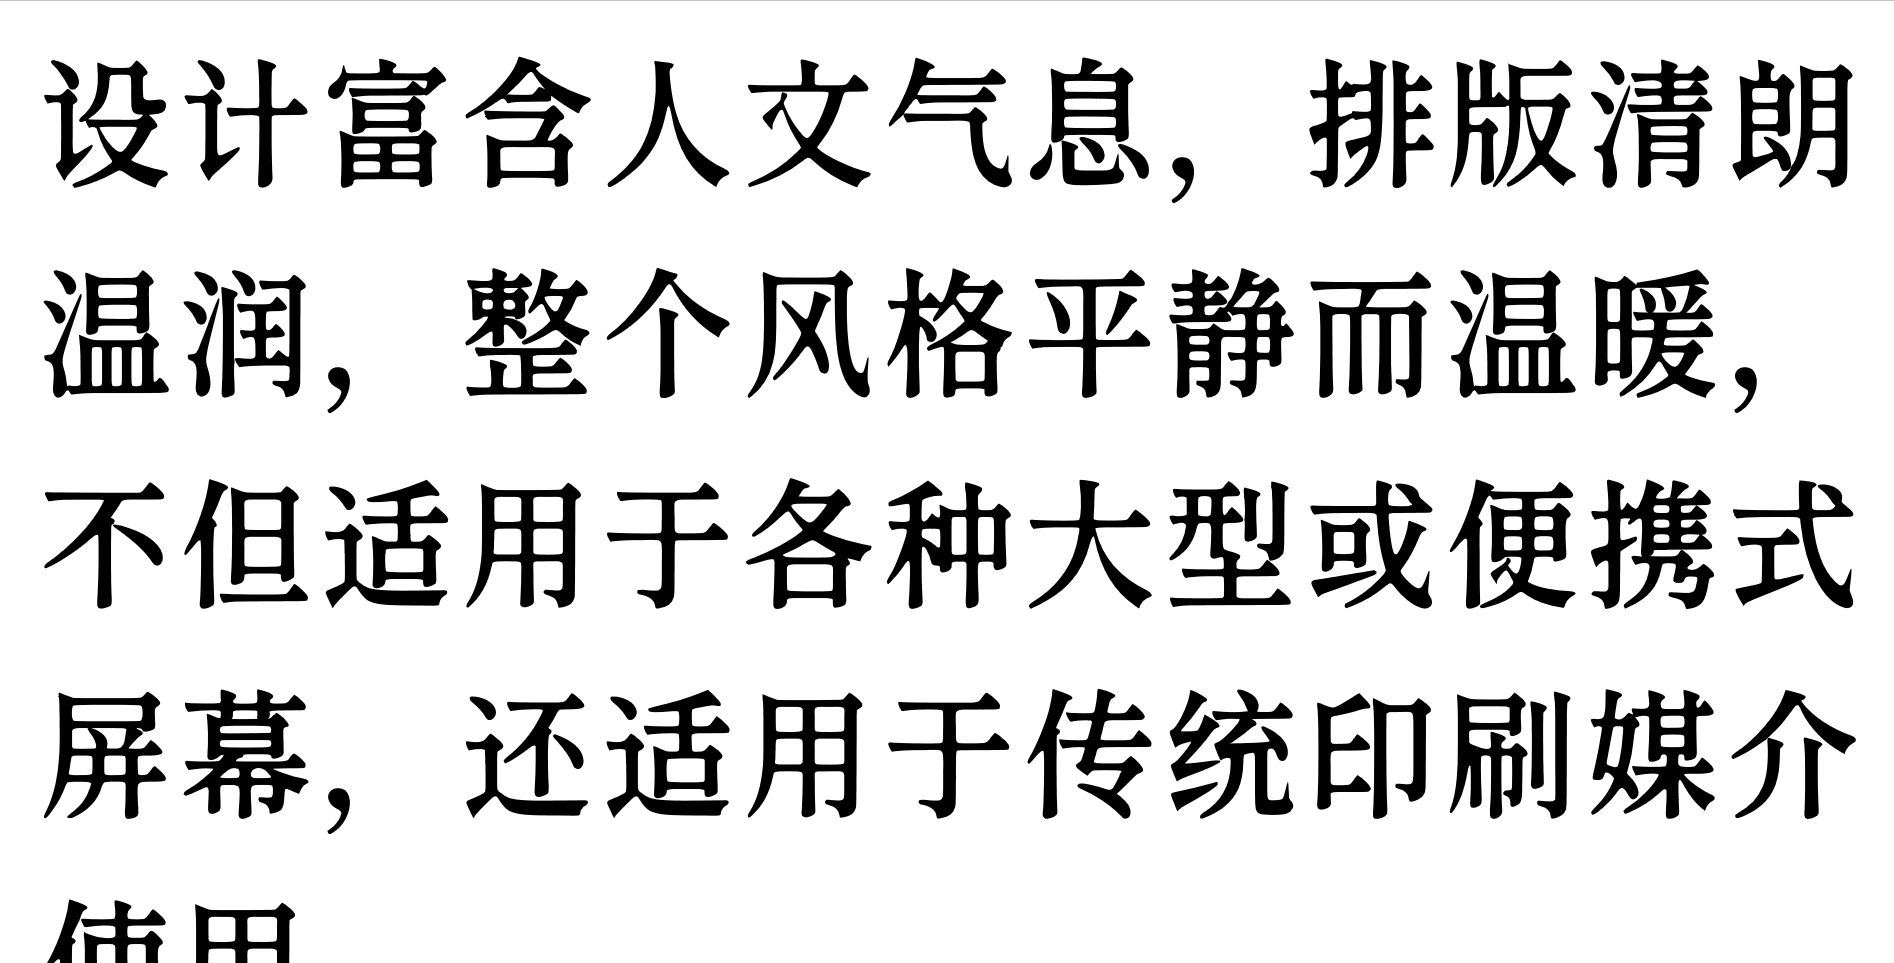 设计富含人文气息，排版清朗
温润，整个风格平静而温暖，
不但适用于各种大型或便携式
屏幕，还适用于传统印刷媒介
使用